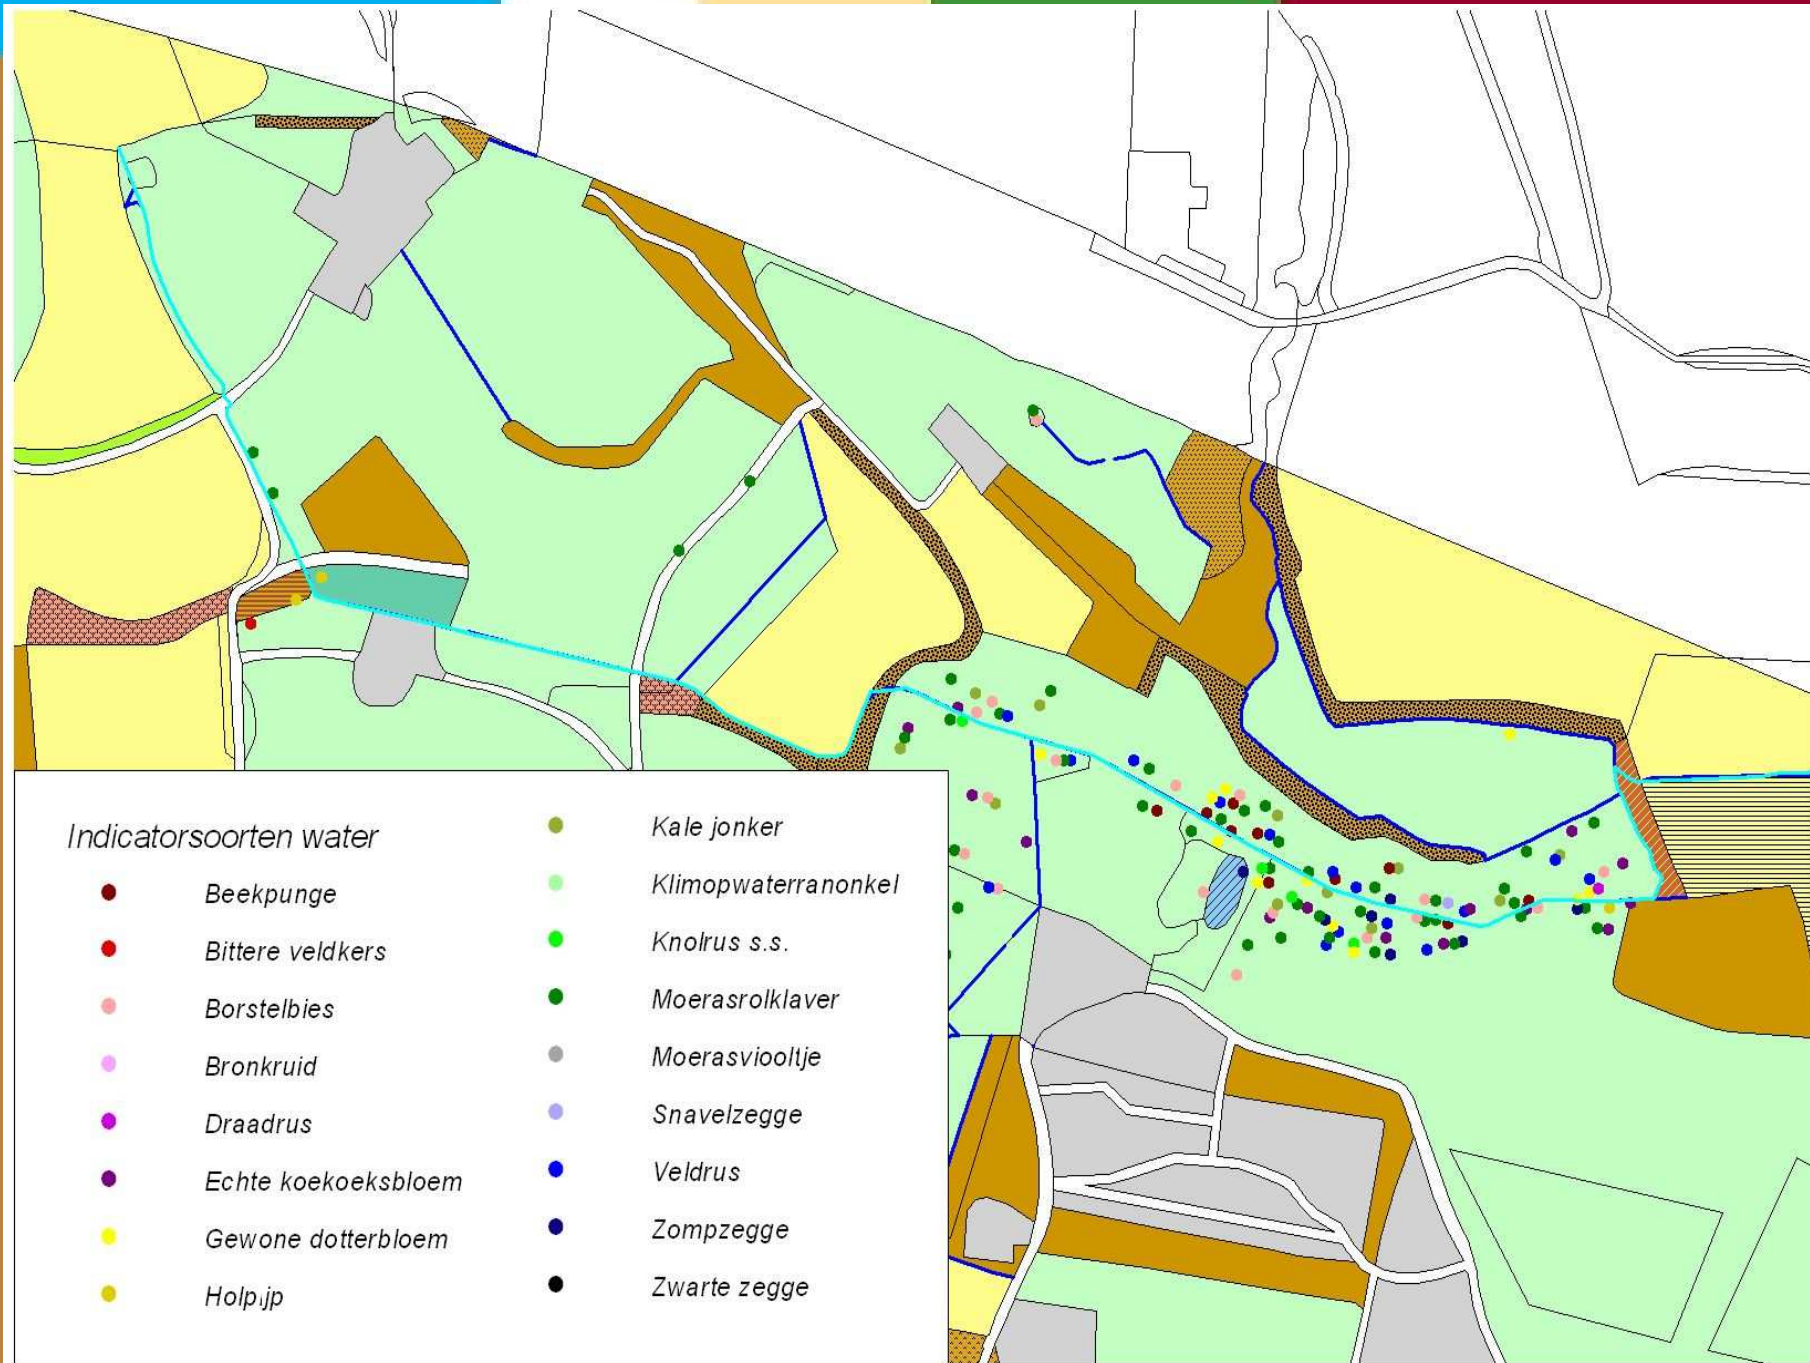 Indicatorsoorten water
Beekpunge
Bittere veldkers
Borstelbies
Bronkruid
Draadrus
Echte koekoeksbloem
Gewone dotterbloem
Holpijp
Kale jonker
Klimopwaterranonkel
Knolrus s.s.
Moerasrolklaver
Moerasviooltje
Snavelzegge
Veldrus
Zompzegge
Zwarte zegge